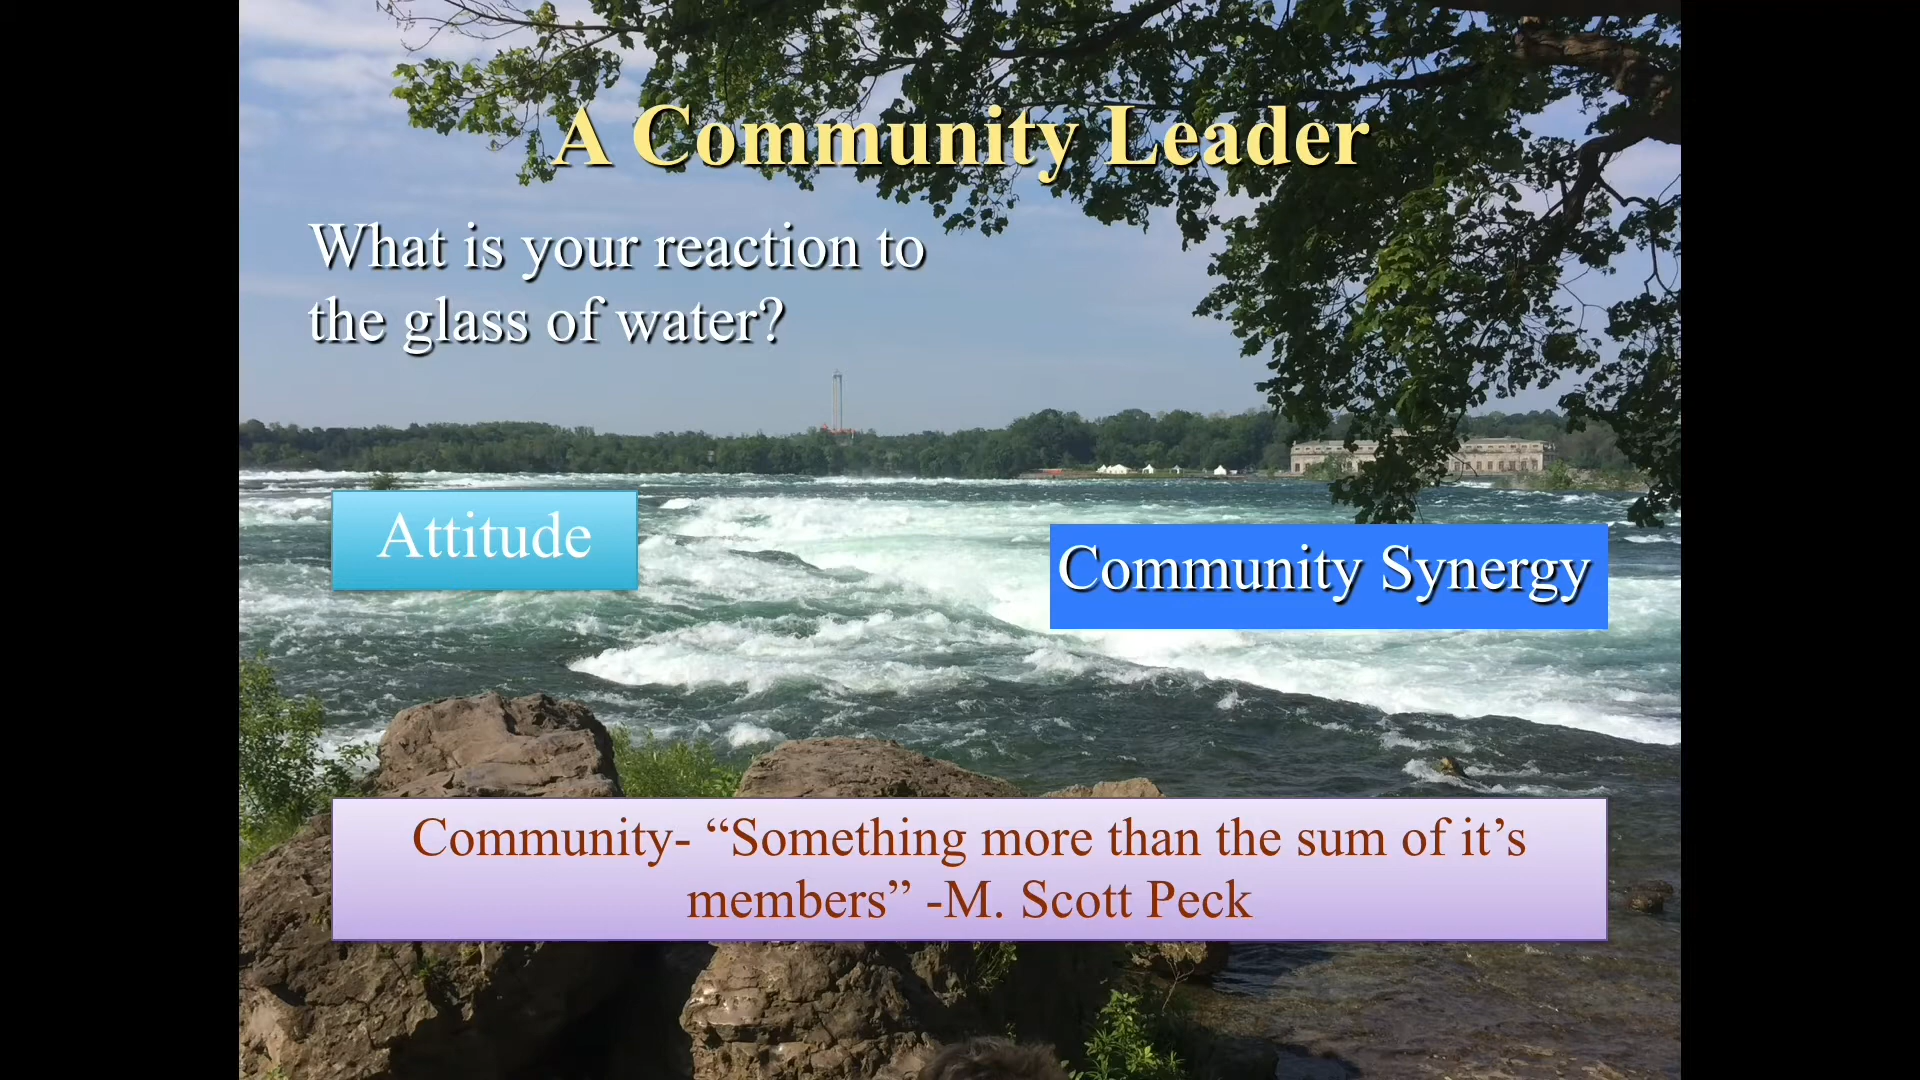 A Community Leader
What is your reaction to
the glass of water?
Attitude
Community Synergy
Community- “Something more than the sum of it’s
members” -M. Scott Peck